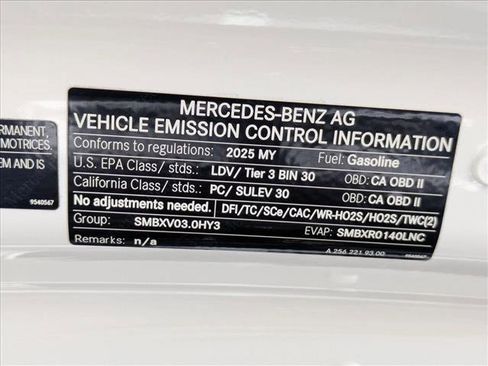 RMANENT,
MOTRICES.
EM AND IS
9540567
MERCEDES-BENZ AG
VEHICLE EMISSION CONTROL INFORMATION
Conforms to regulations: 2025 MY Fuel: Gasoline
U.S. EPA Class/ stds.: LDV/ Tier 3 BIN 30 OBD: CA OBD II
California Class/ stds.: PC/ SULEV 30 OBD: CA OBD II
No adjustments needed. DFI/TC/SCe/CAC/WR-HO2S/HO2S/TWC(2)
Group: SMBXV03.0HY3 EVAP: SMBXR0140LNC
Remarks: n/a A 256 221 93 00